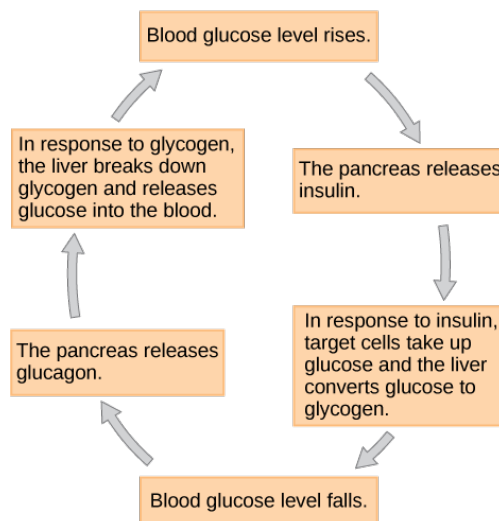 Blood glucose level rises.
The pancreas releases
insulin.
In response to insulin,
target cells take up
glucose and the liver
converts glucose to
glycogen.
Blood glucose level falls.
The pancreas releases
glucagon.
In response to glycogen,
the liver breaks down
glycogen and releases
glucose into the blood.